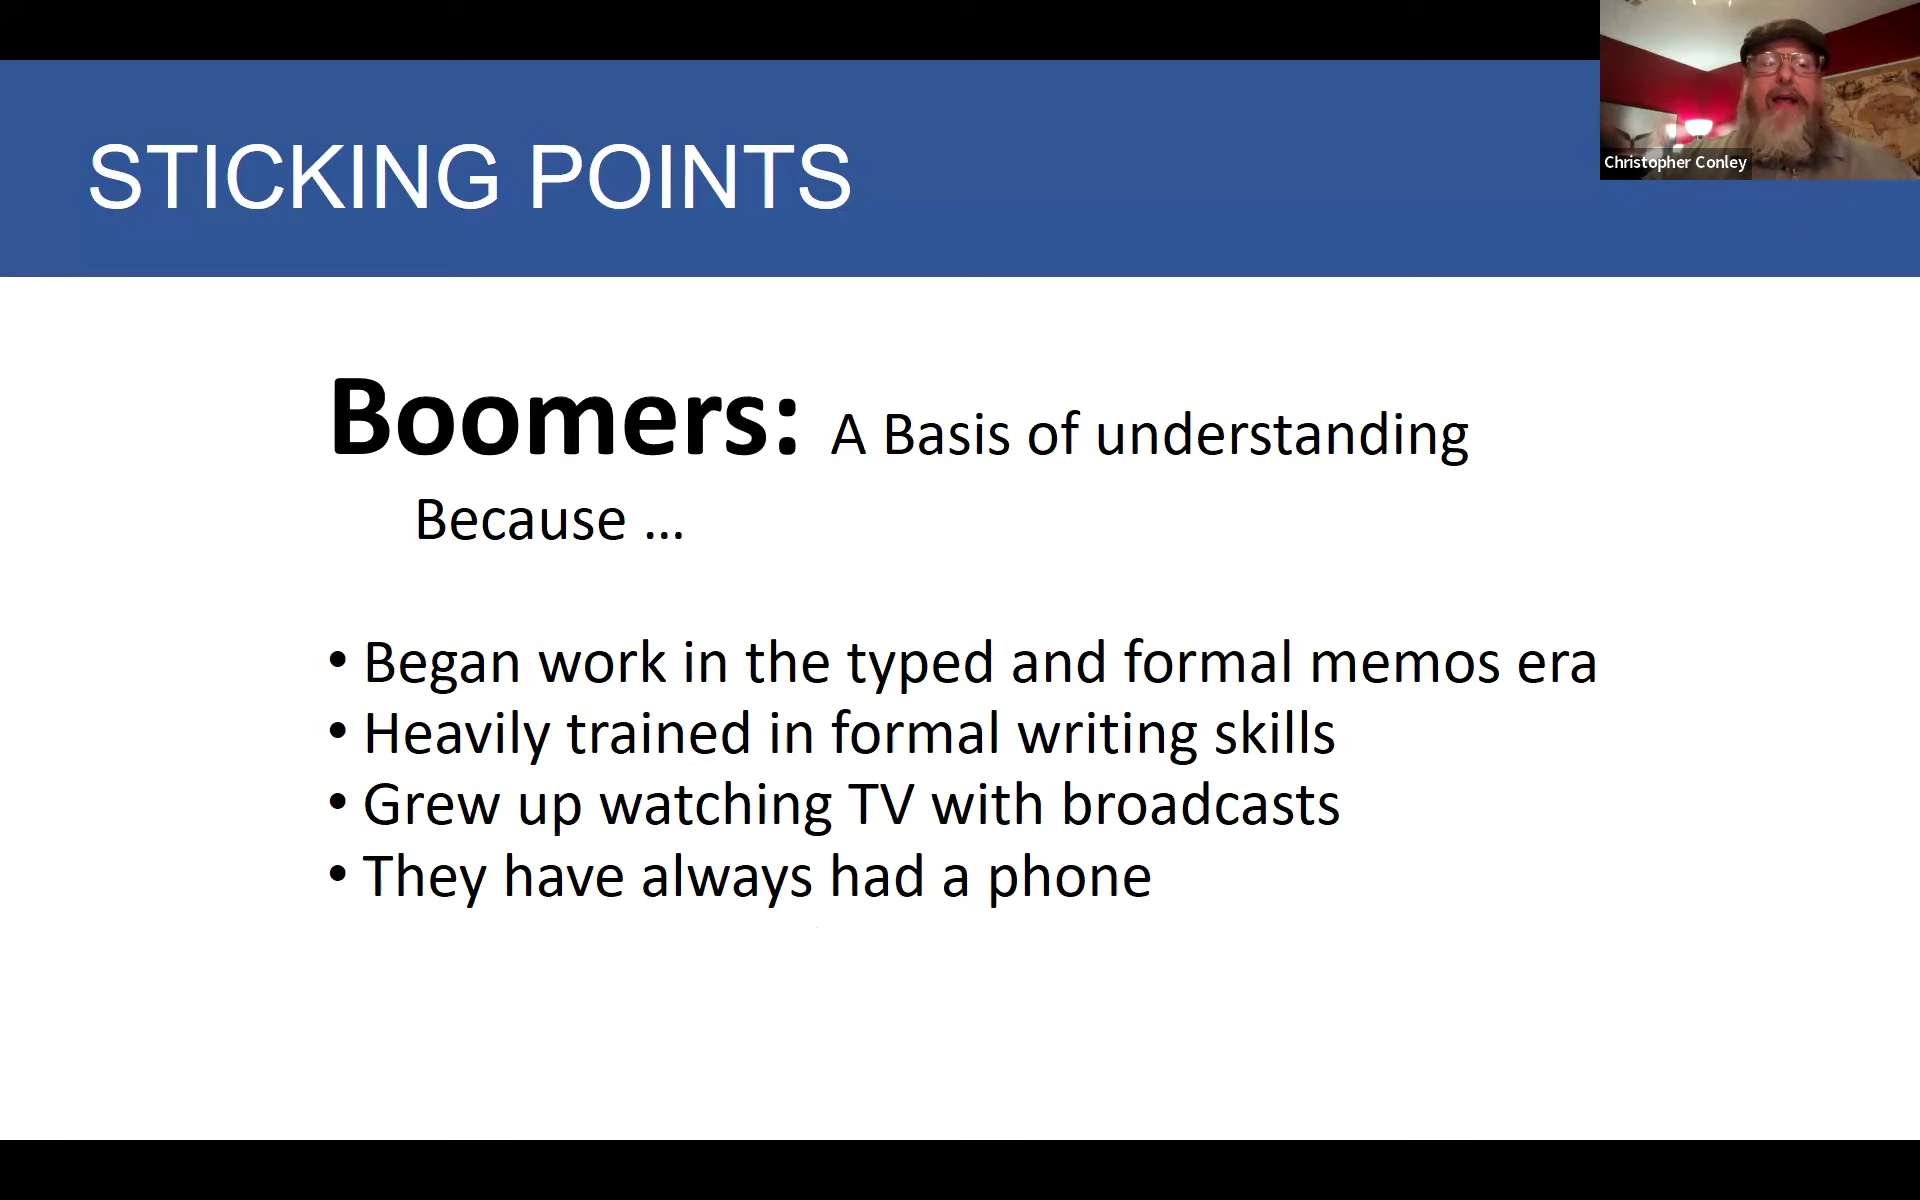 STICKING POINTS
Christopher Conley
Boomers: A Basis of understanding
Because ...
• Began work in the typed and formal memos era
• Heavily trained in formal writing skills
• Grew up watching TV with broadcasts
• They have always had a phone